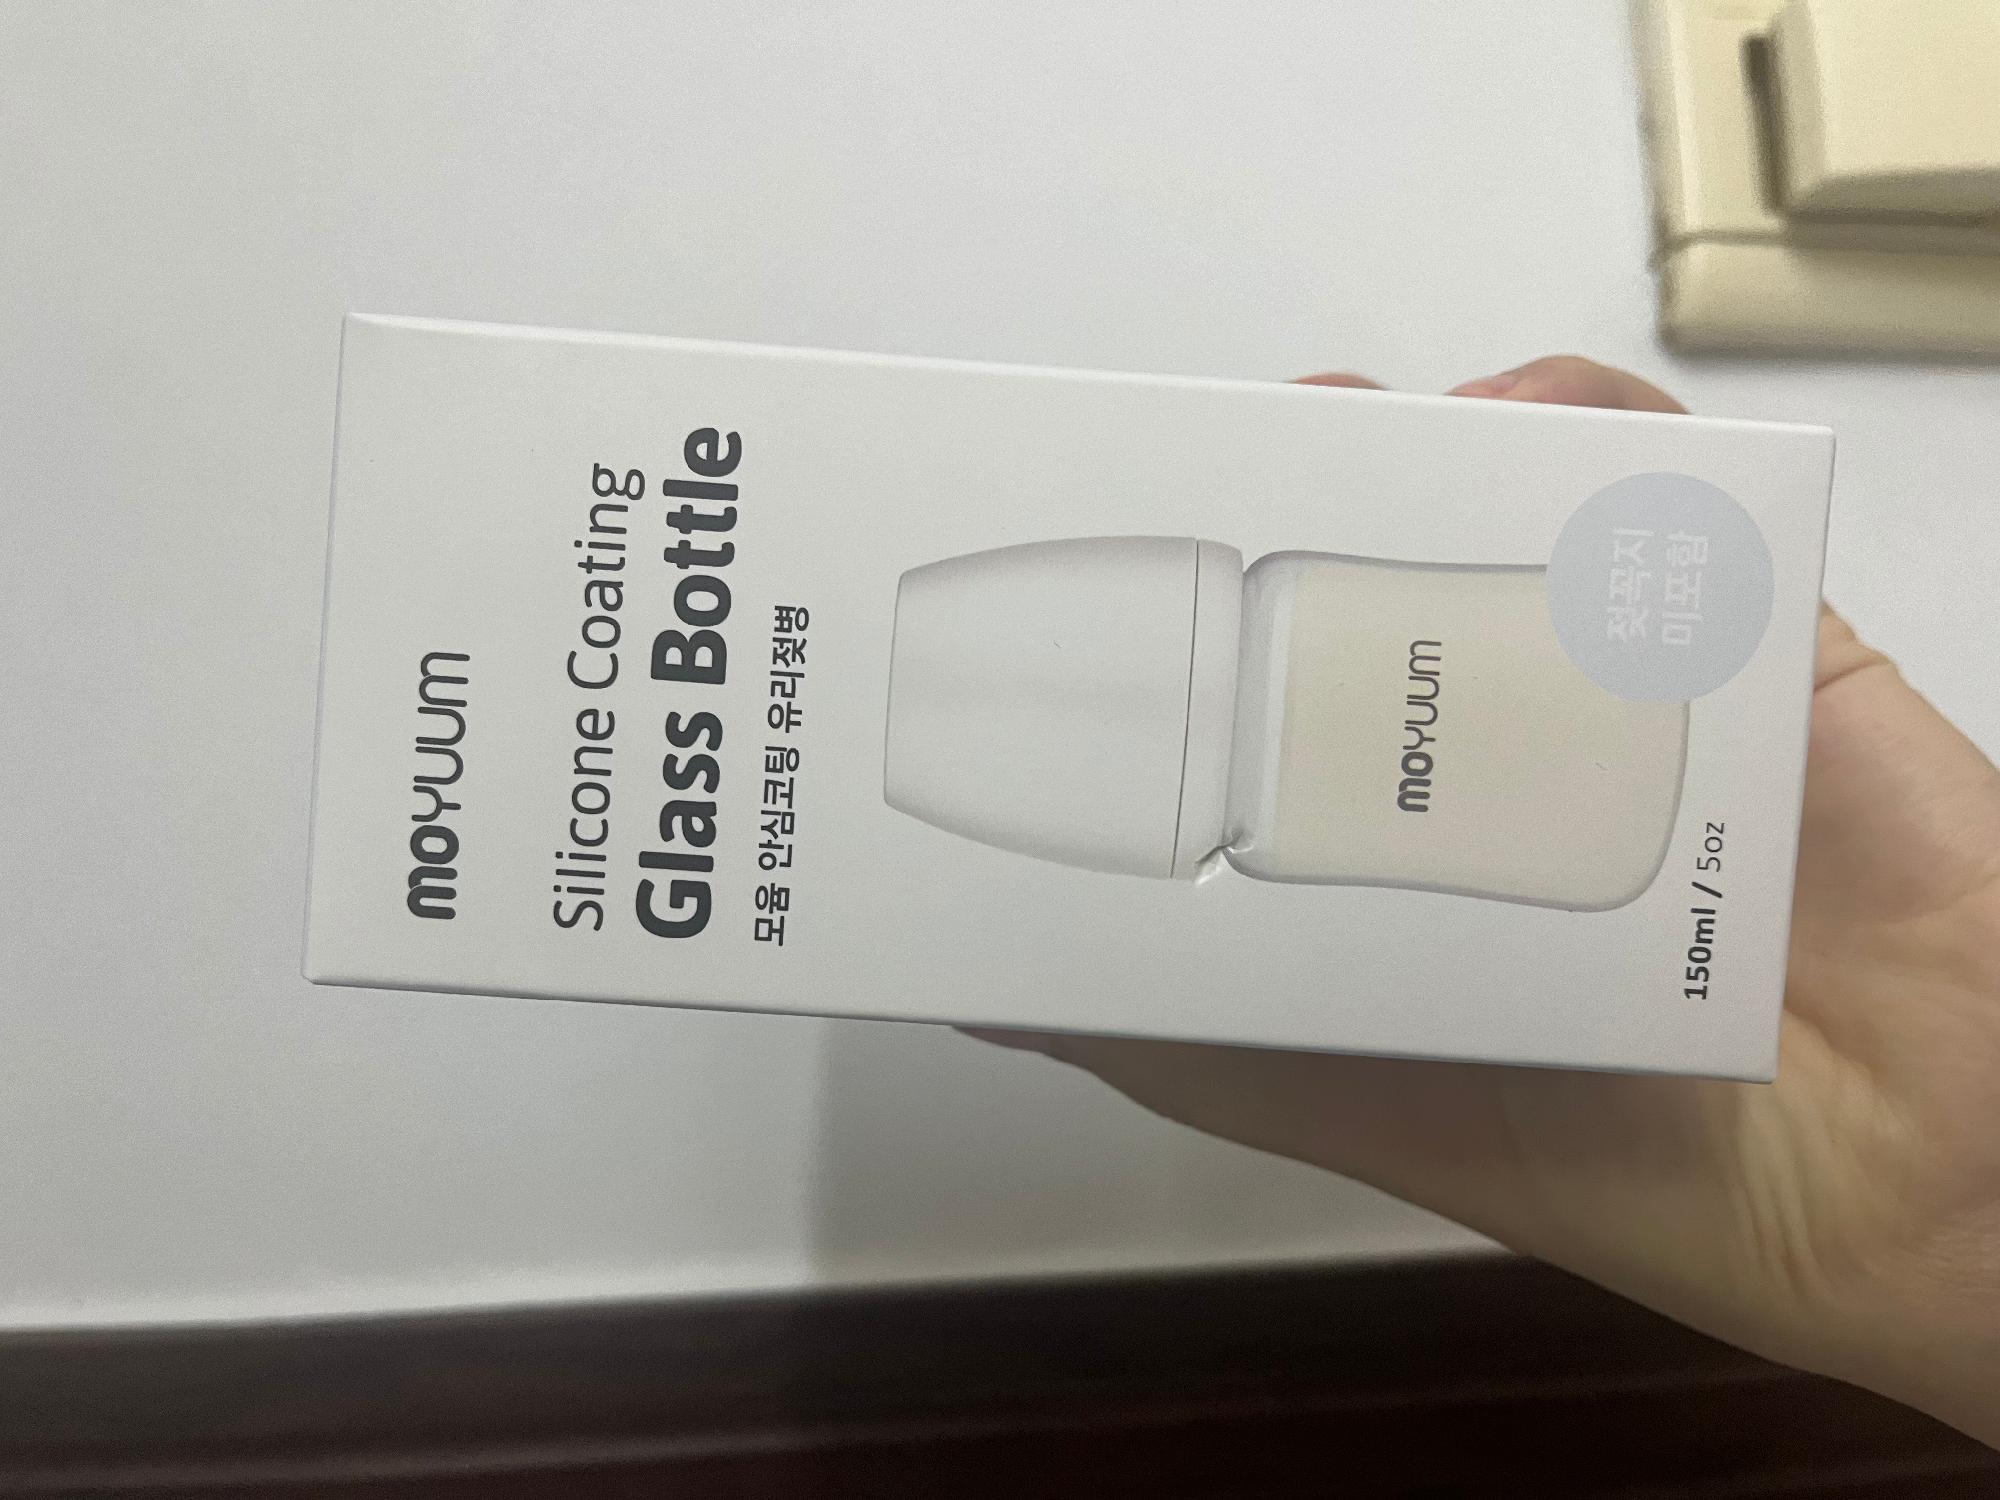 moyuum
Silicone Coating
Glass Bottle
모윰 안심코팅 유리젖병
moyuum
젖꼭지
미포함
150ml / 5oz